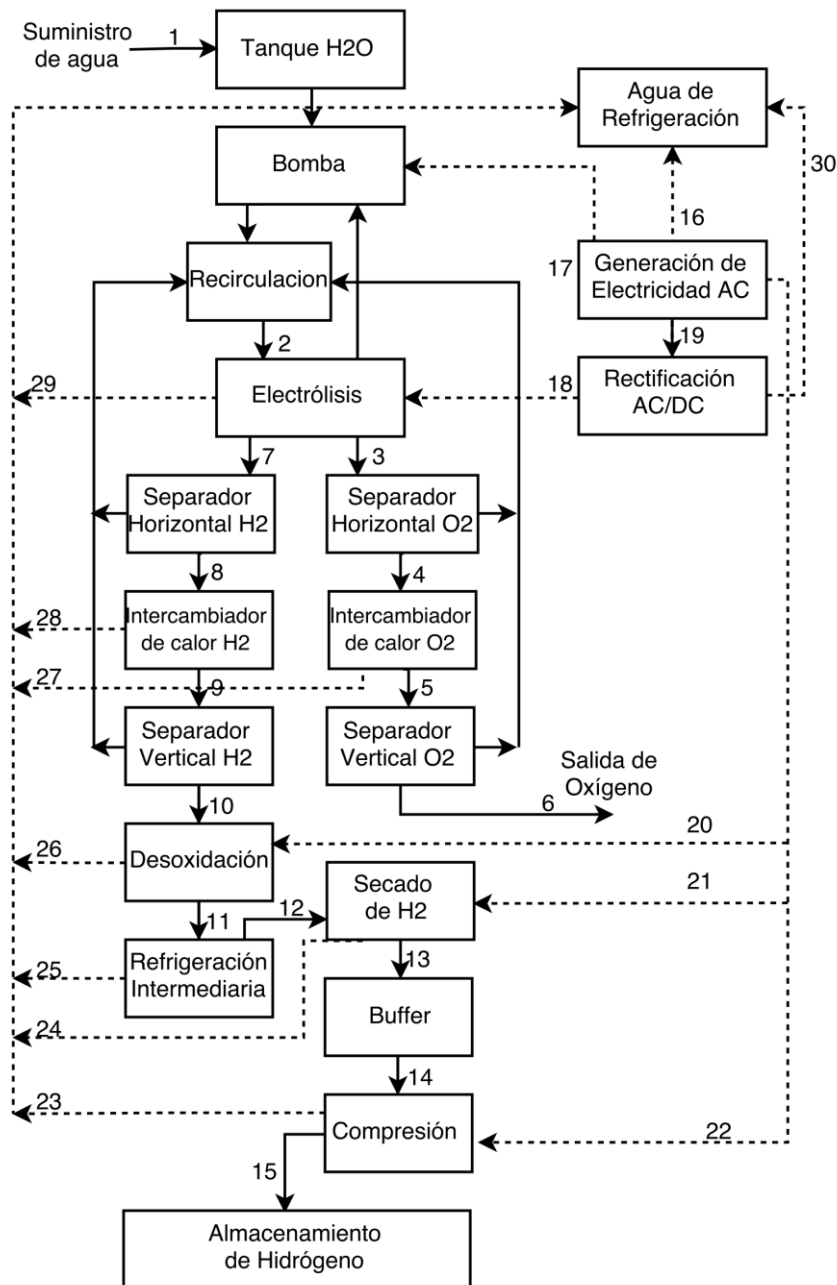 Suministro
de agua
1
Tanque H2O
Agua de
Refrigeración
Bomba
30
16
17
Generación de
Electricidad AC
Recirculacion
2
19
29
Electrólisis
18
Rectificación
AC/DC
7
3
Separador
Horizontal H2
Separador
Horizontal O2
8
4
28
Intercambiador
de calor H2
Intercambiador
de calor O2
27
9
5
Separador
Vertical H2
Separador
Vertical O2
Salida de
Oxígeno
10
6
20
26
Desoxidación
Secado
de H2
21
11
12
25
Refrigeración
Intermediaria
13
24
Buffer
14
23
Compresión
22
15
Almacenamiento
de Hidrógeno